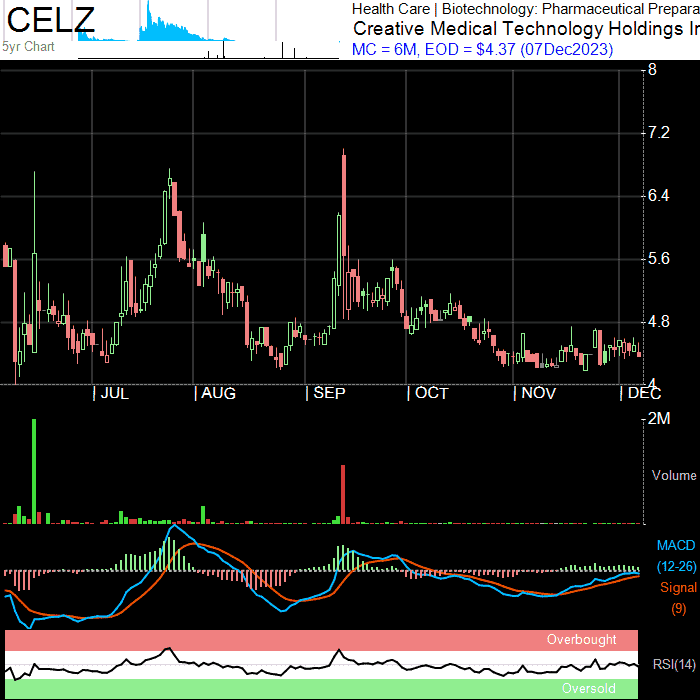 CELZ
5yr Chart
Health Care | Biotechnology: Pharmaceutical Prepara
Creative Medical Technology Holdings In
MC = 6M, EOD = $4.37 (07Dec2023)
8
7.2
6.4
5.6
4.8
4
JUL AUG SEP OCT NOV DEC
2M
Volume
MACD
(12-26)
Signal
(9)
Overbought
RSI(14)
Oversold